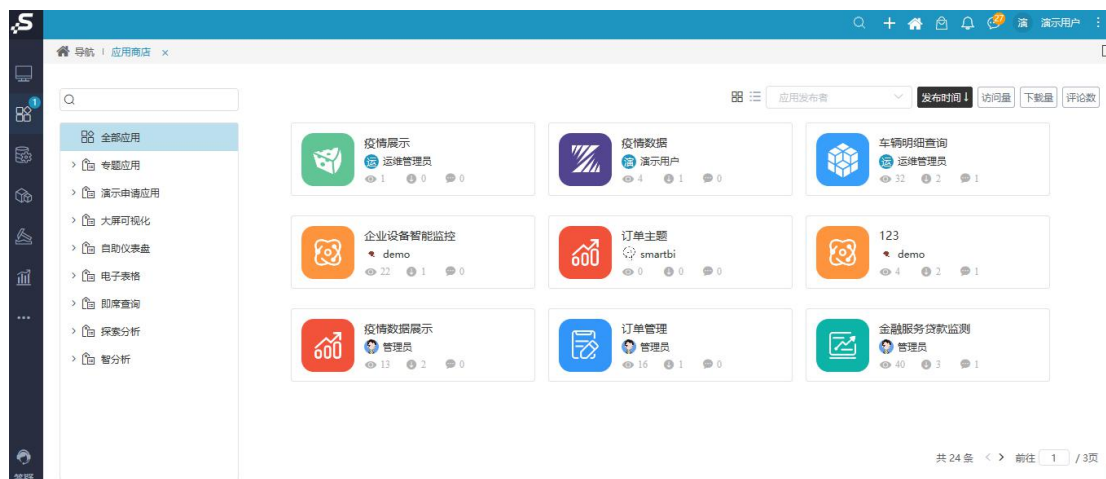 S
27
演 演示用户
导航 应用商店 ×
1
应用发布者
发布时间 访问量 下载量 评论数
全部应用
专题应用
演示申请应用
大屏可视化
自助仪表盘
电子表格
即席查询
探索分析
智分析
疫情展示
运 运维管理员
1 0 0
疫情数据
演 演示用户
4 1 0
车辆明细查询
运 运维管理员
32 2 1
企业设备智能监控
demo
22 1 0
订单主题
smartbi
0 0 0
123
demo
4 2 1
疫情数据展示
管理员
13 2 0
订单管理
管理员
16 1 0
金融服务贷款监测
管理员
40 3 1
共 24 条 前往 1 / 3页